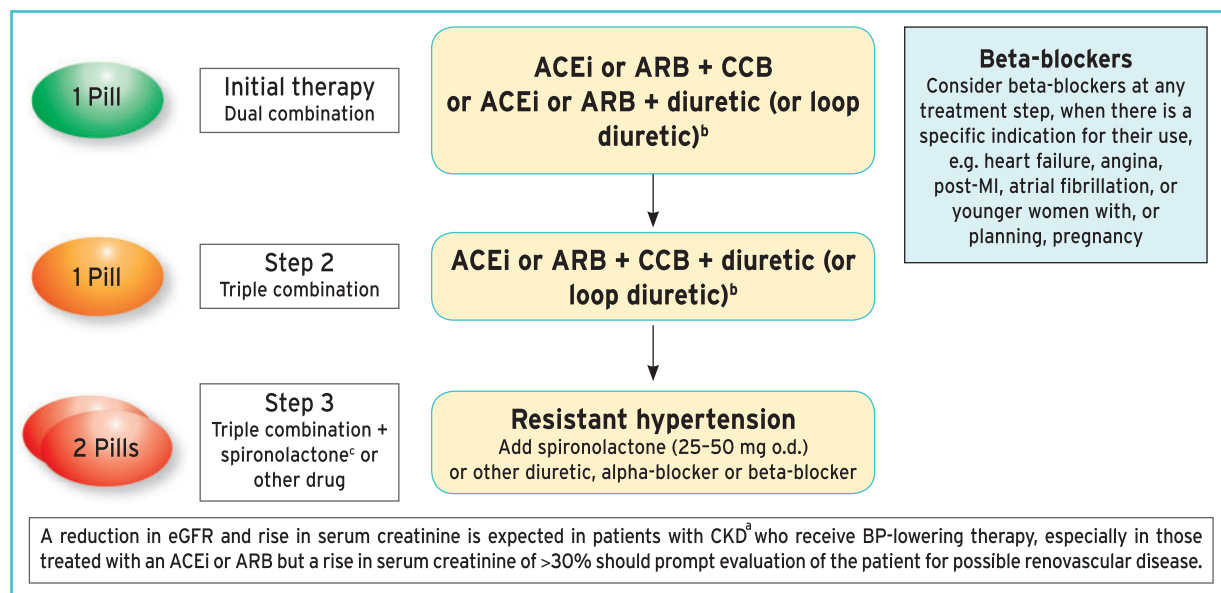 1 Pill
Initial therapy
Dual combination
ACEi or ARB + CCB
or ACEi or ARB + diuretic (or loop
diuretic)ᵇ
Beta-blockers
Consider beta-blockers at any
treatment step, when there is a
specific indication for their use,
e.g. heart failure, angina,
post-MI, atrial fibrillation, or
younger women with, or
planning, pregnancy
1 Pill
Step 2
Triple combination
ACEi or ARB + CCB + diuretic (or
loop diuretic)ᵇ
2 Pills
Step 3
Triple combination +
spironolactoneᶜ or
other drug
Resistant hypertension
Add spironolactone (25–50 mg o.d.)
or other diuretic, alpha-blocker or beta-blocker
A reduction in eGFR and rise in serum creatinine is expected in patients with CKDᵃ who receive BP-lowering therapy, especially in those
treated with an ACEi or ARB but a rise in serum creatinine of >30% should prompt evaluation of the patient for possible renovascular disease.